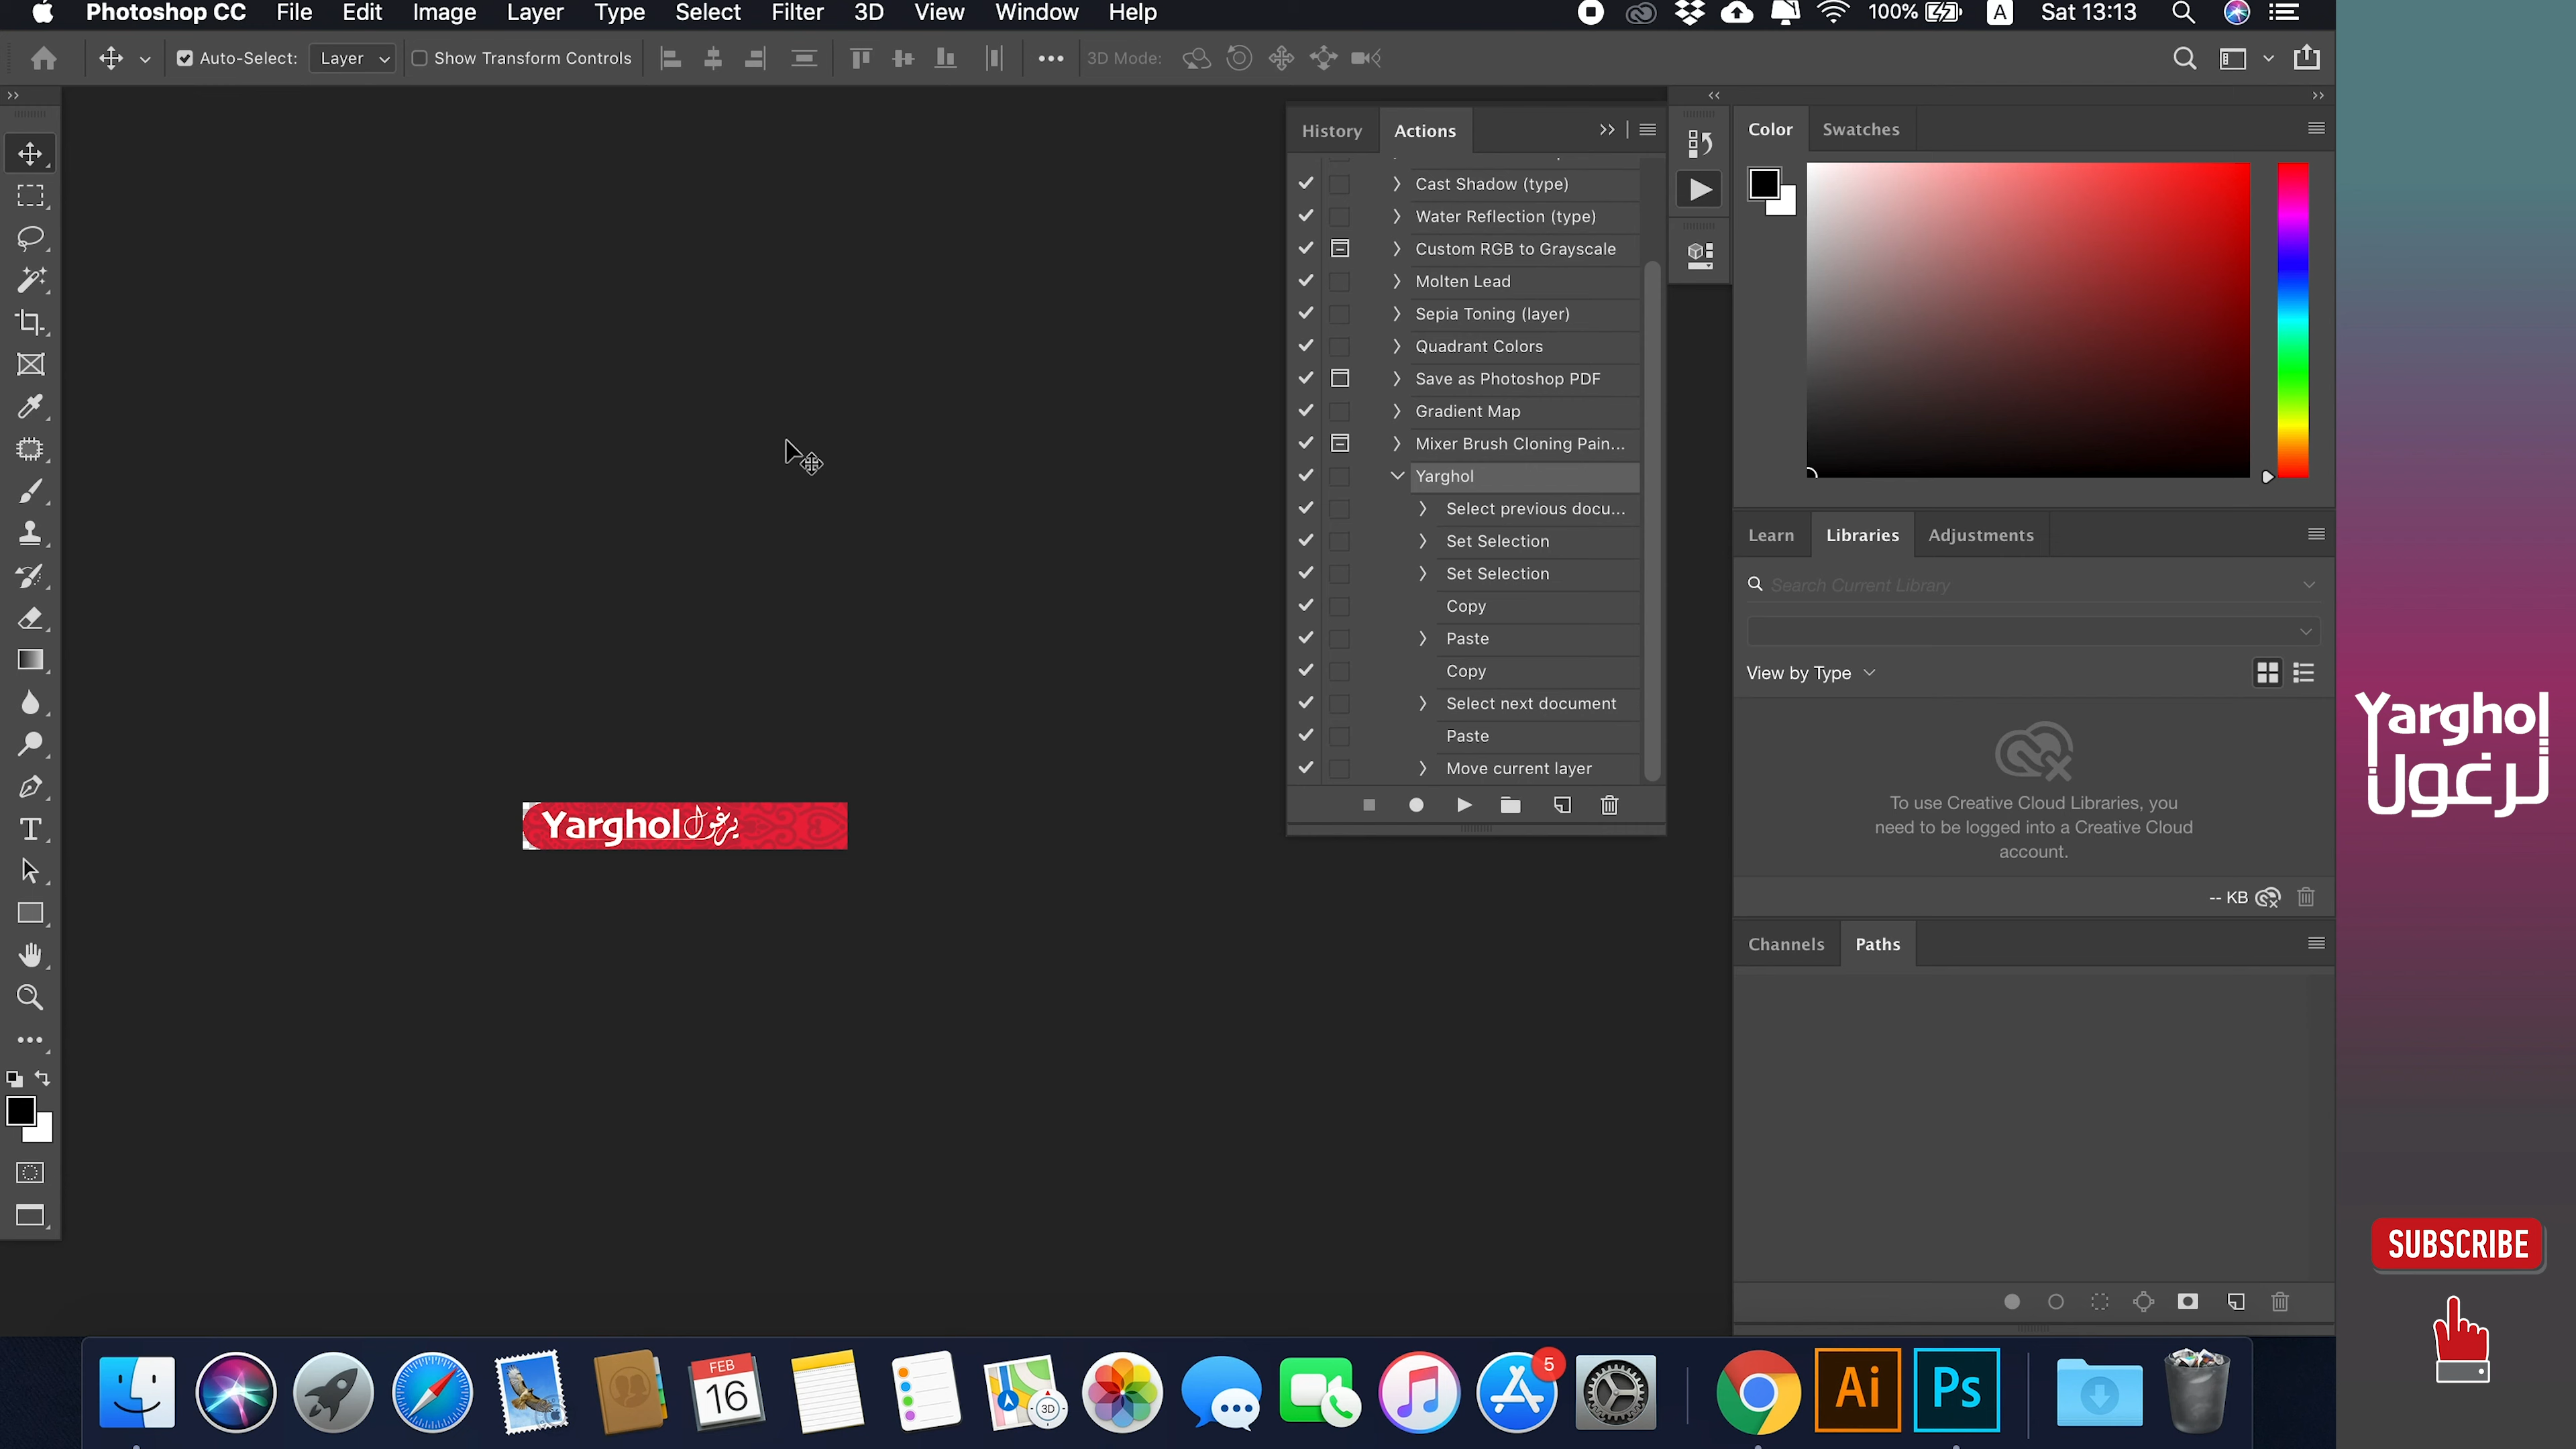 Photoshop CC File Edit Image Layer Type Select Filter 3D View Window Help 100% A Sat 13:13
Auto-Select: Layer Show Transform Controls 3D Mode:
History Actions
Cast Shadow (type)
Water Reflection (type)
Custom RGB to Grayscale
Molten Lead
Sepia Toning (layer)
Quadrant Colors
Save as Photoshop PDF
Gradient Map
Mixer Brush Cloning Pain...
Yarghol
Select previous docu...
Set Selection
Set Selection
Copy
Paste
Copy
Select next document
Paste
Move current layer
Color Swatches
Learn Libraries Adjustments
Search Current Library
View by Type
To use Creative Cloud Libraries, you
need to be logged into a Creative Cloud
account.
-- KB
Channels Paths
Yarghol يرغول
Yarghol
يرغول
SUBSCRIBE
FEB
16
3D
5
Ai
Ps